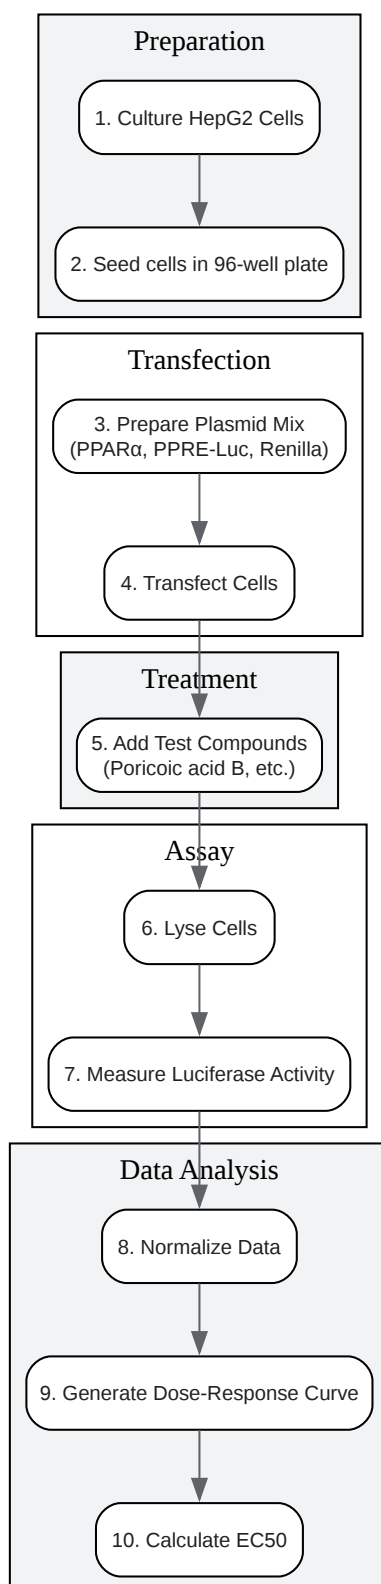 Preparation
1. Culture HepG2 Cells
2. Seed cells in 96-well plate
Transfection
3. Prepare Plasmid Mix
(PPARα, PPRE-Luc, Renilla)
4. Transfect Cells
Treatment
5. Add Test Compounds
(Poricoic acid B, etc.)
Assay
6. Lyse Cells
7. Measure Luciferase Activity
Data Analysis
8. Normalize Data
9. Generate Dose-Response Curve
10. Calculate EC50